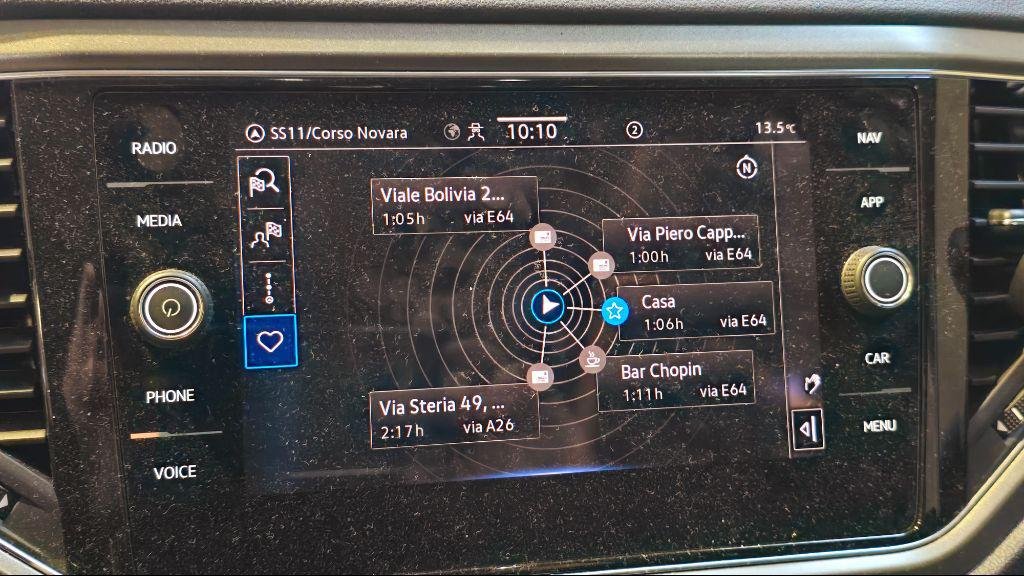 SS11/Corso Novara
10:10
2
13.5°C
RADIO
MEDIA
PHONE
VOICE
N
Viale Bolivia 2...
1:05h via E64
Via Piero Capp...
1:00h via E64
Casa
1:06h via E64
Bar Chopin
1:11h via E64
Via Steria 49, ...
2:17h via A26
NAV
APP
CAR
MENU